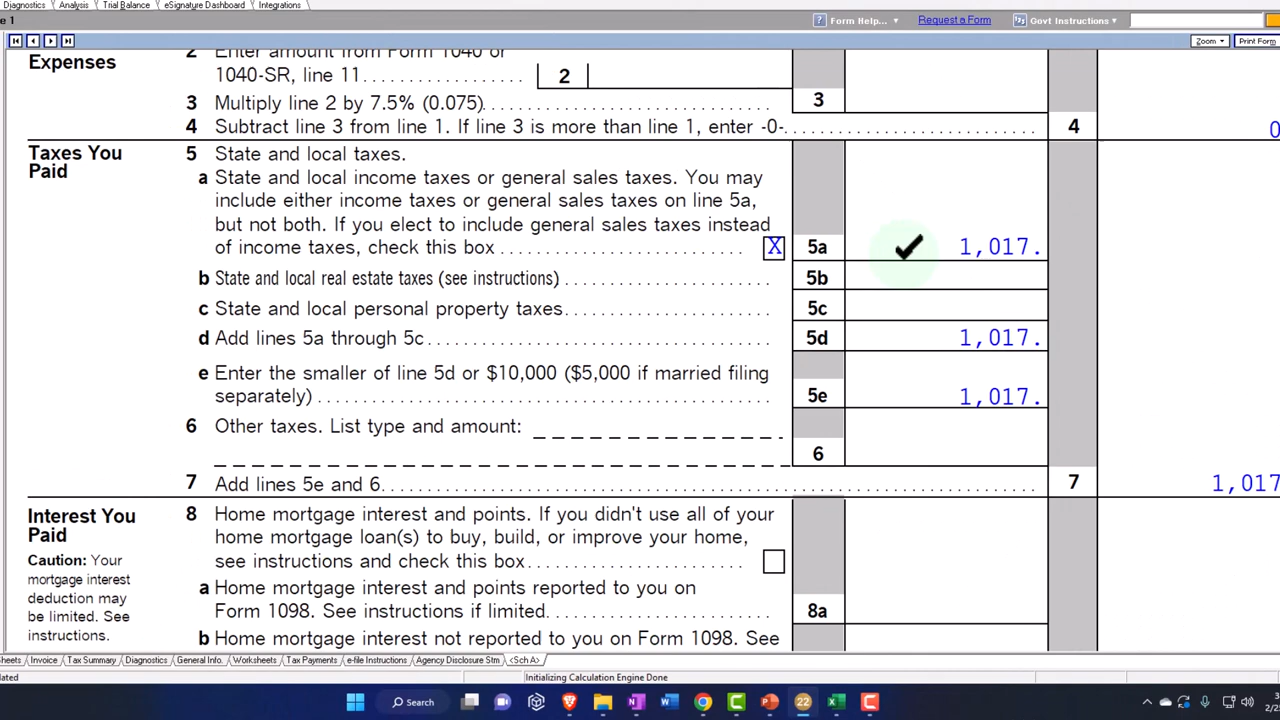 Diagnostics Analysis Trial Balance eSignature Dashboard Integrations
e 1 Form Help... Request a Form Govt Instructions
Zoom Print Form
2 Enter amount from Form 1040 or
Expenses
1040-SR, line 11 2
3 Multiply line 2 by 7.5% (0.075) 3
4 Subtract line 3 from line 1. If line 3 is more than line 1, enter -0- 4 0
Taxes You
Paid
5 State and local taxes.
a State and local income taxes or general sales taxes. You may
include either income taxes or general sales taxes on line 5a,
but not both. If you elect to include general sales taxes instead
of income taxes, check this box X 5a ✔ 1,017.
b State and local real estate taxes (see instructions) 5b
c State and local personal property taxes 5c
d Add lines 5a through 5c 5d 1,017.
e Enter the smaller of line 5d or $10,000 ($5,000 if married filing
separately) 5e 1,017.
6 Other taxes. List type and amount:
6
7 Add lines 5e and 6. 7 1,017
Interest You
Paid
Caution: Your
mortgage interest
deduction may
be limited. See
instructions.
8 Home mortgage interest and points. If you didn't use all of your
home mortgage loan(s) to buy, build, or improve your home,
see instructions and check this box
a Home mortgage interest and points reported to you on
Form 1098. See instructions if limited 8a
b Home mortgage interest not reported to you on Form 1098. See
heets Invoice Tax Summary Diagnostics General Info. Worksheets Tax Payments e-file Instructions Agency Disclosure Stm <Sch A>
lated Initializing Calculation Engine Done
Search 22